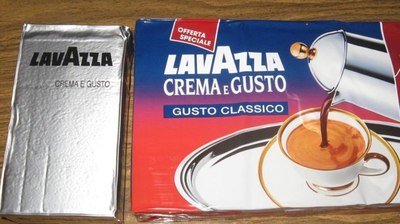 LAVAZZA
CREMA E GUSTO
OFFERTA
SPECIALE
LAVAZZA
CREMA E GUSTO
GUSTO CLASSICO